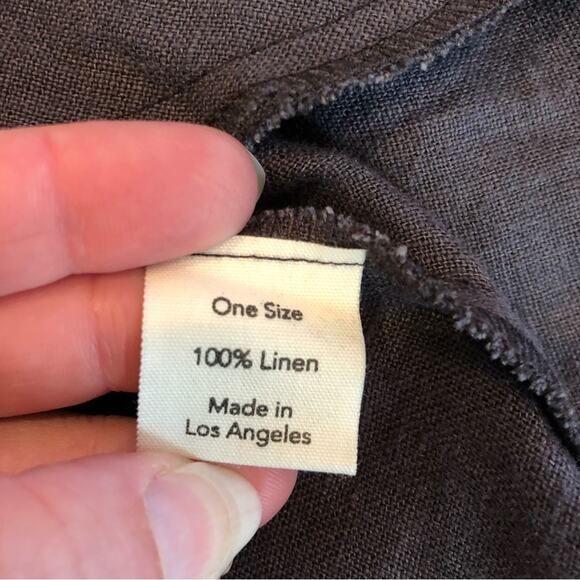 One Size
100% Linen
Made in
Los Angeles